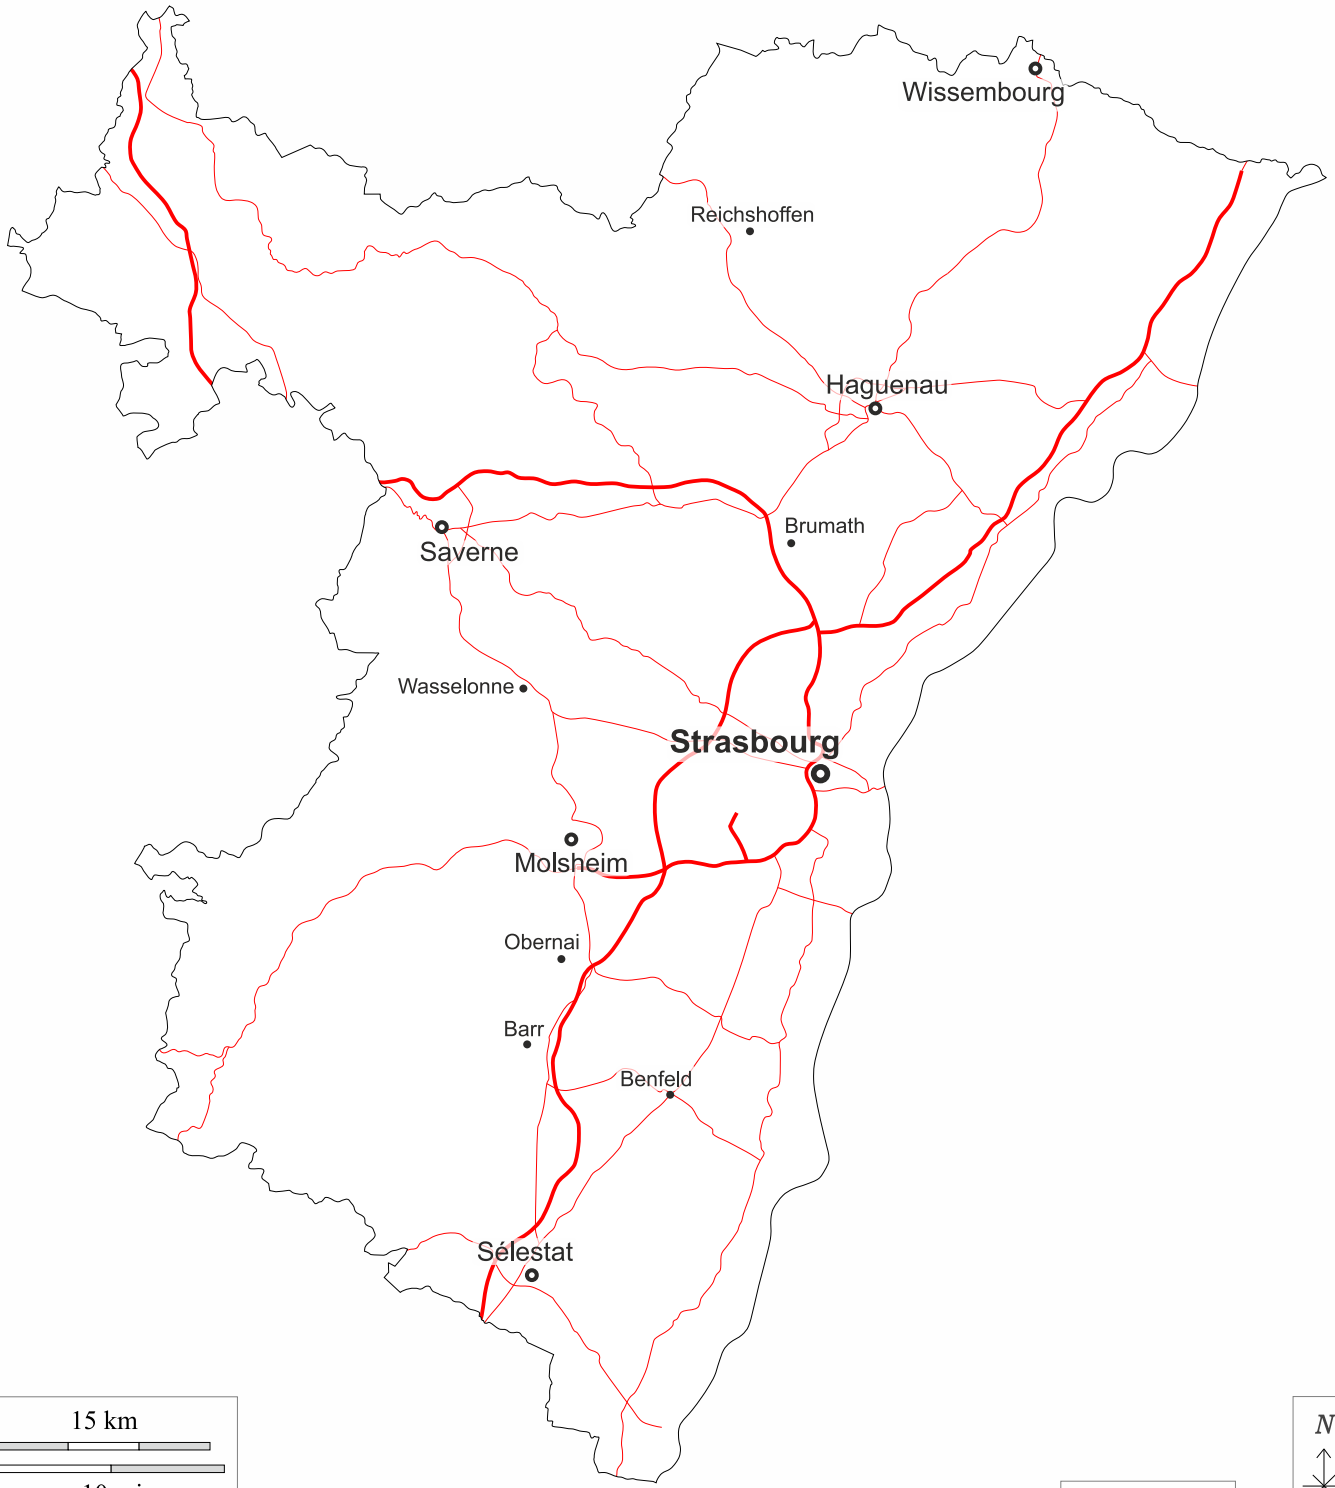 Wissembourg
Reichshoffen
Haguenau
Brumath
Saverne
Wasselonne
Strasbourg
Molsheim
Obernai
Barr
Benfeld
Sélestat
15 km
N